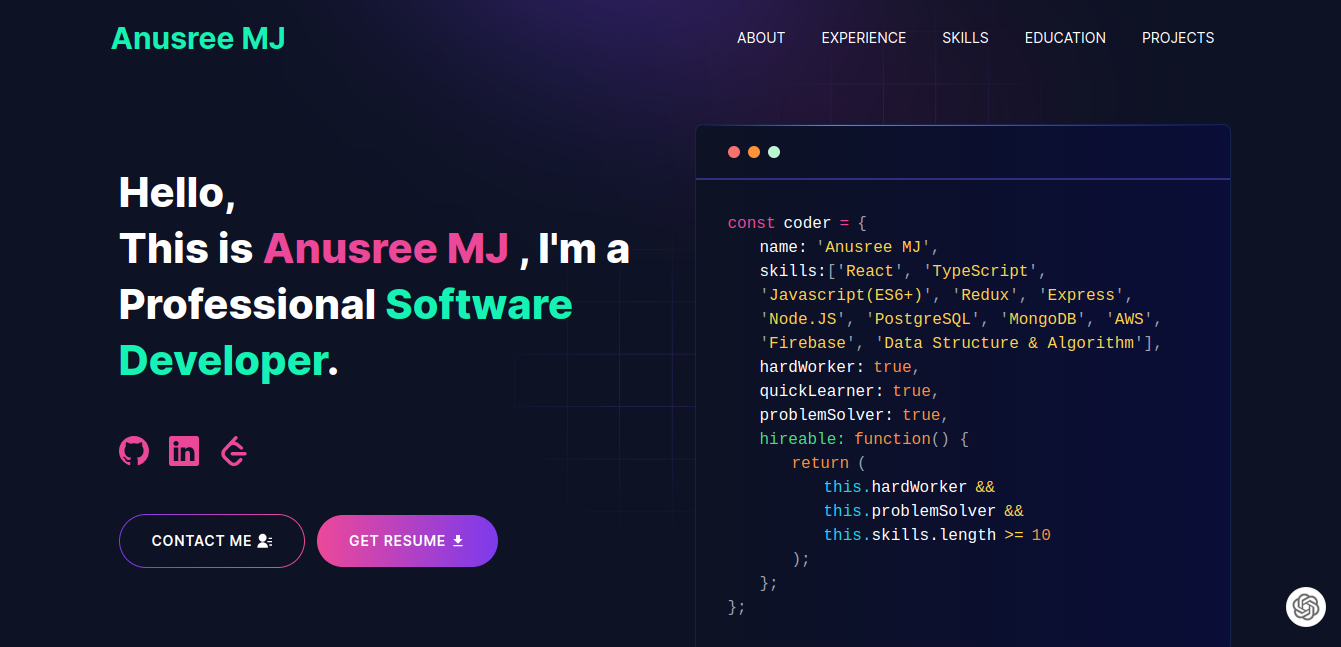 Anusree MJ
ABOUT EXPERIENCE SKILLS EDUCATION PROJECTS
Hello,
This is Anusree MJ , I'm a
Professional Software
Developer.
CONTACT ME GET RESUME
const coder = {
name: 'Anusree MJ',
skills:['React', 'TypeScript',
'Javascript(ES6+)', 'Redux', 'Express',
'Node.JS', 'PostgreSQL', 'MongoDB', 'AWS',
'Firebase', 'Data Structure & Algorithm'],
hardWorker: true,
quickLearner: true,
problemSolver: true,
hireable: function() {
return (
this.hardWorker &&
this.problemSolver &&
this.skills.length >= 10
);
};
};